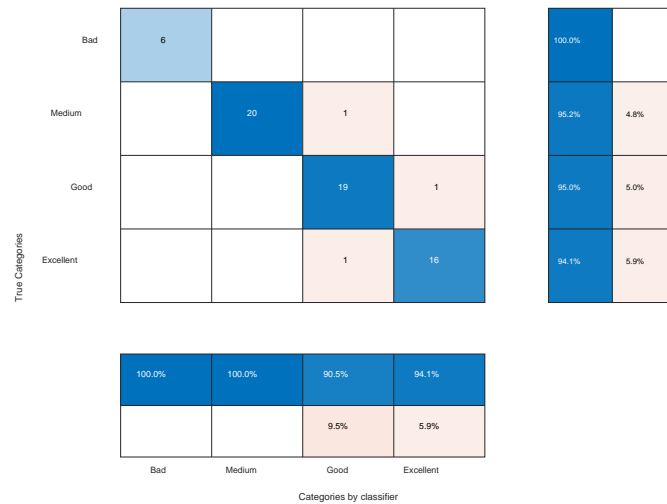 Bad 6 100.0%
Medium 20 1 95.2% 4.8%
Good 19 1 95.0% 5.0%
Excellent 1 16 94.1% 5.9%
True Categories
100.0% 100.0% 90.5% 94.1%
9.5% 5.9%
Bad Medium Good Excellent
Categories by classifier